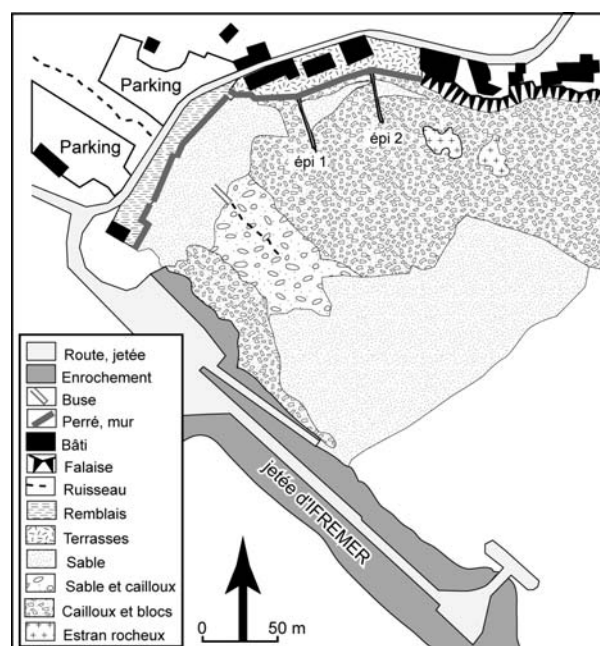 Parking
Parking
épi 1
épi 2
Route, jetée
Enrochement
Buse
Perré, mur
Bâti
Falaise
Ruisseau
Remblais
Terrasses
Sable
Sable et cailloux
Cailloux et blocs
Estran rocheux
jetée d'IFREMER
0 50 m